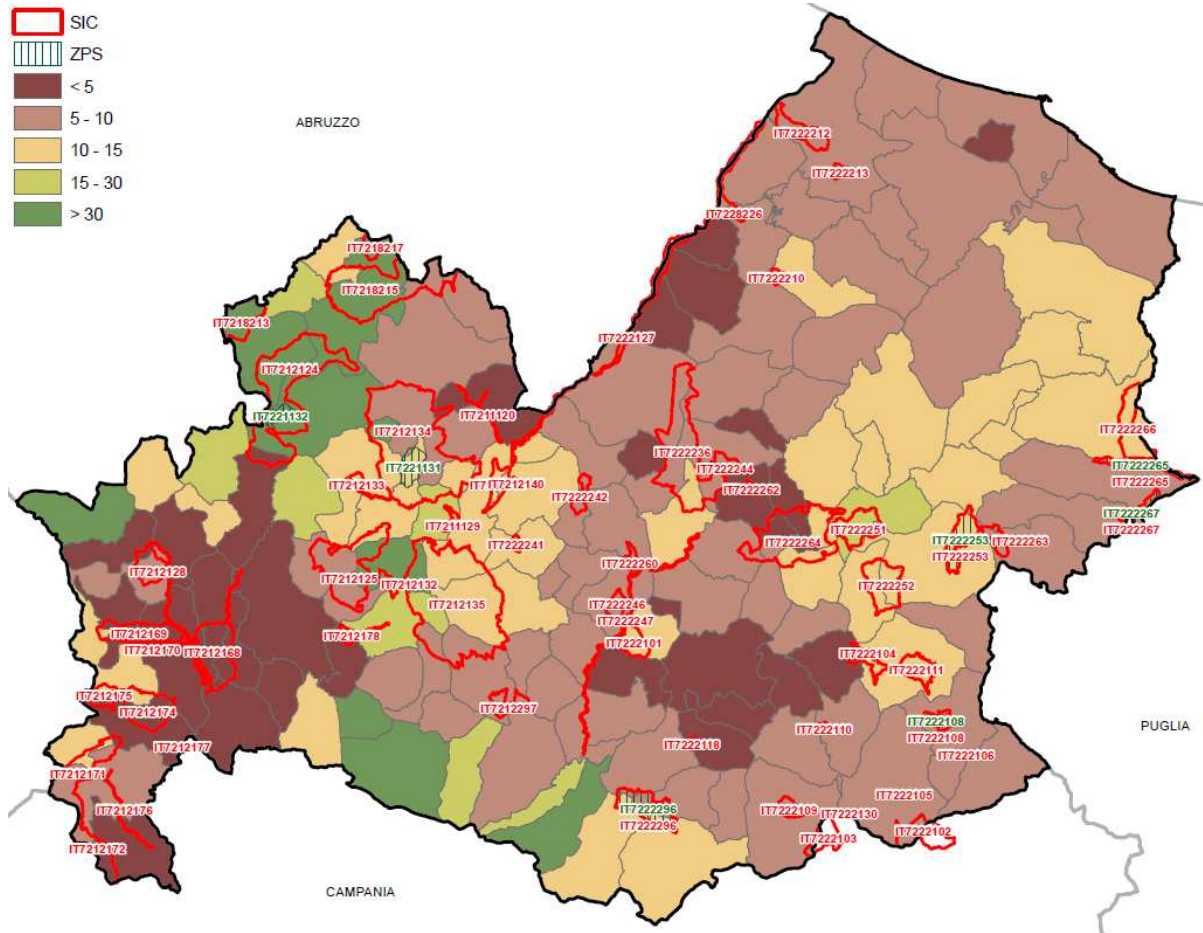 SIC
ZPS
< 5
5 - 10
10 - 15
15 - 30
> 30
ABRUZZO
IT7222212
IT7222213
IT7228226
IT7218217
IT7218215
IT7222210
IT7218213
IT7222127
IT7212124
IT7221132
IT7211120
IT7212134
IT7222266
IT7222236
IT7222244
IT7221131
IT7222265
IT7222265
IT7212133
IT7212140
IT7222242
IT7222262
IT7222267
IT7222267
IT7211129
IT7222251
IT7222241
IT7222264
IT7222253
IT7222263
IT7222253
IT7222260
IT7212128
IT7212125
IT7212132
IT7222252
IT7212135
IT7222246
IT7222247
IT7212169
IT7212178
IT7222101
IT7212170
IT7212168
IT7222104
IT7222111
IT7212175
IT7212174
IT7212297
IT7222108
IT7222108
PUGLIA
IT7222110
IT7212177
IT7222118
IT7222106
IT7212171
IT7222105
IT7212176
IT7222296
IT7222109
IT7222130
IT7222296
IT7222102
IT7222103
IT7212172
CAMPANIA